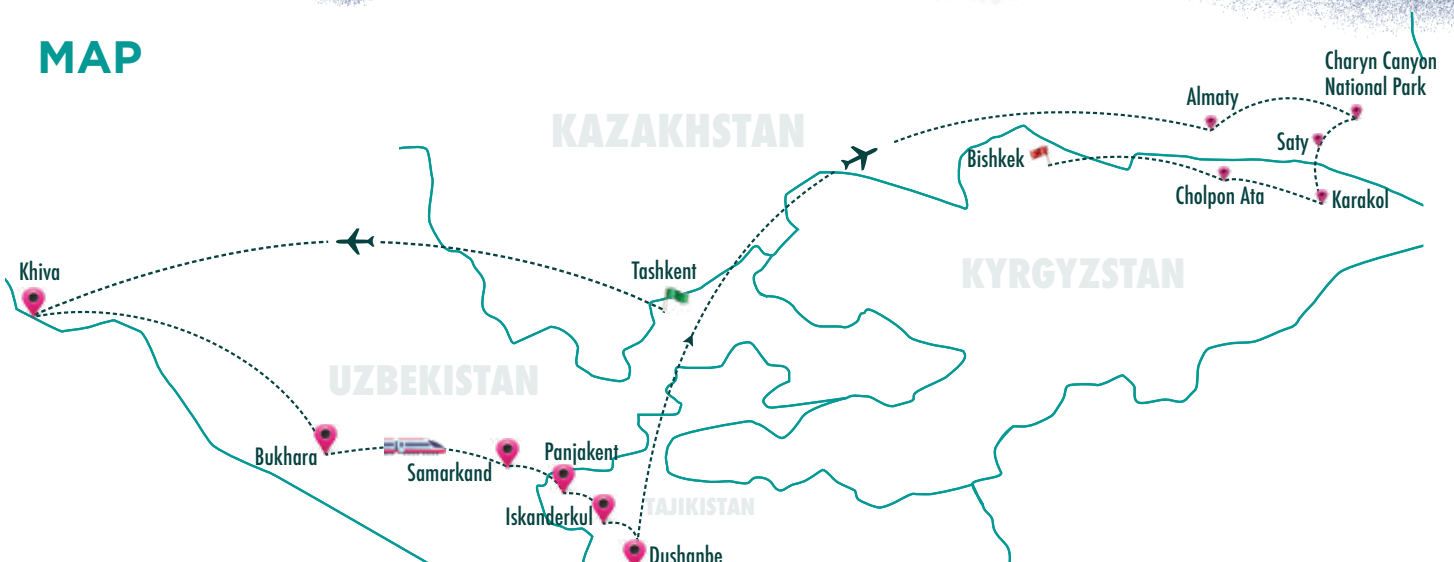 MAP
Charyn Canyon
National Park
Almaty
KAZAKHSTAN
Saty
Bishkek
Cholpon Ata
Karakol
Khiva
Tashkent
KYRGYZSTAN
UZBEKISTAN
Bukhara
Samarkand
Panjakent
Iskanderkul
TAJIKISTAN
Dushanbe